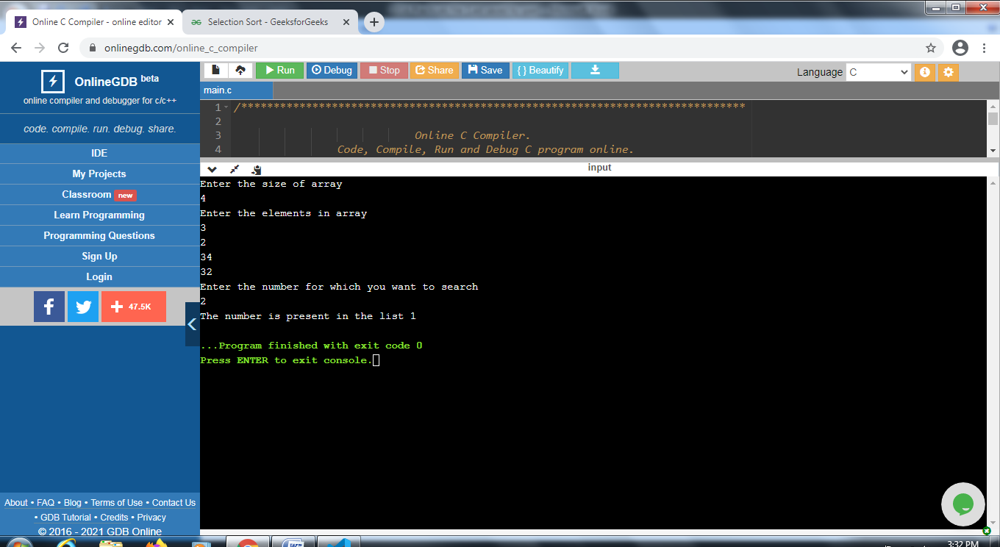 Online C Compiler - online editor
Selection Sort - GeeksforGeeks
onlinegdb.com/online_c_compiler
OnlineGDB beta
online compiler and debugger for c/c++
code. compile. run. debug. share.
IDE
My Projects
Classroom new
Learn Programming
Programming Questions
Sign Up
Login
47.5K
About • FAQ • Blog • Terms of Use • Contact Us
• GDB Tutorial • Credits • Privacy
© 2016 - 2021 GDB Online
Run Debug Stop Share Save { } Beautify
Language C
main.c
1 /******************************************************************************
2
3 Online C Compiler.
4 Code, Compile, Run and Debug C program online.
input
Enter the size of array
4
Enter the elements in array
3
2
34
32
Enter the number for which you want to search
2
The number is present in the list 1
...Program finished with exit code 0
Press ENTER to exit console.
3:32 PM